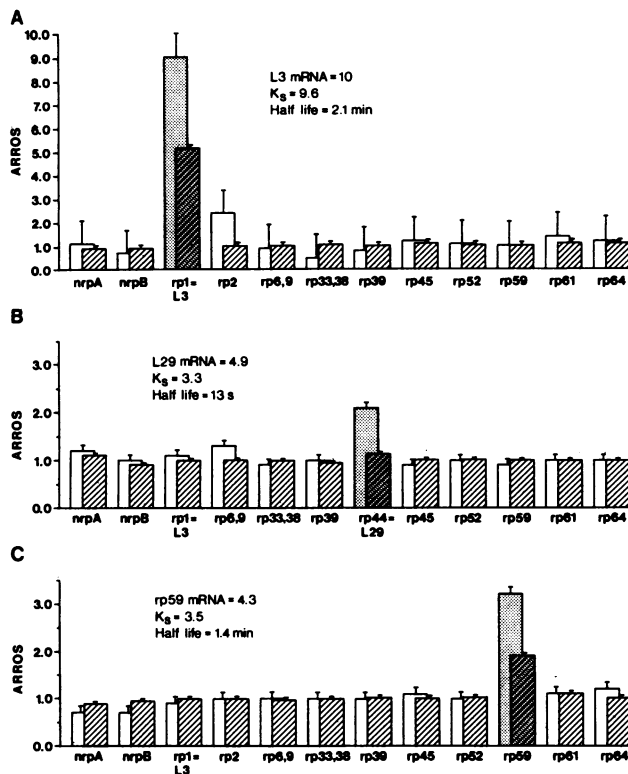 A
ARROS
10.0
9.0
8.0
7.0
6.0
5.0
4.0
3.0
2.0
1.0
0.0
L3 mRNA = 10
Ks = 9.6
Half life = 2.1 min
nrpA nrpB rp1= rp2 rp6,9 rp33,38 rp39 rp45 rp52 rp59 rp61 rp64
L3
B
ARROS
3.0
2.0
1.0
0.0
L29 mRNA = 4.9
Ks = 3.3
Half life = 13 s
nrpA nrpB rp1= rp6,9 rp33,38 rp39 rp44= rp45 rp52 rp59 rp61 rp64
L3 L29
C
ARROS
3.0
2.0
1.0
0.0
rp59 mRNA = 4.3
Ks = 3.5
Half life = 1.4 min
nrpA nrpB rp1= rp2 rp6,9 rp33,38 rp39 rp45 rp52 rp59 rp61 rp64
L3